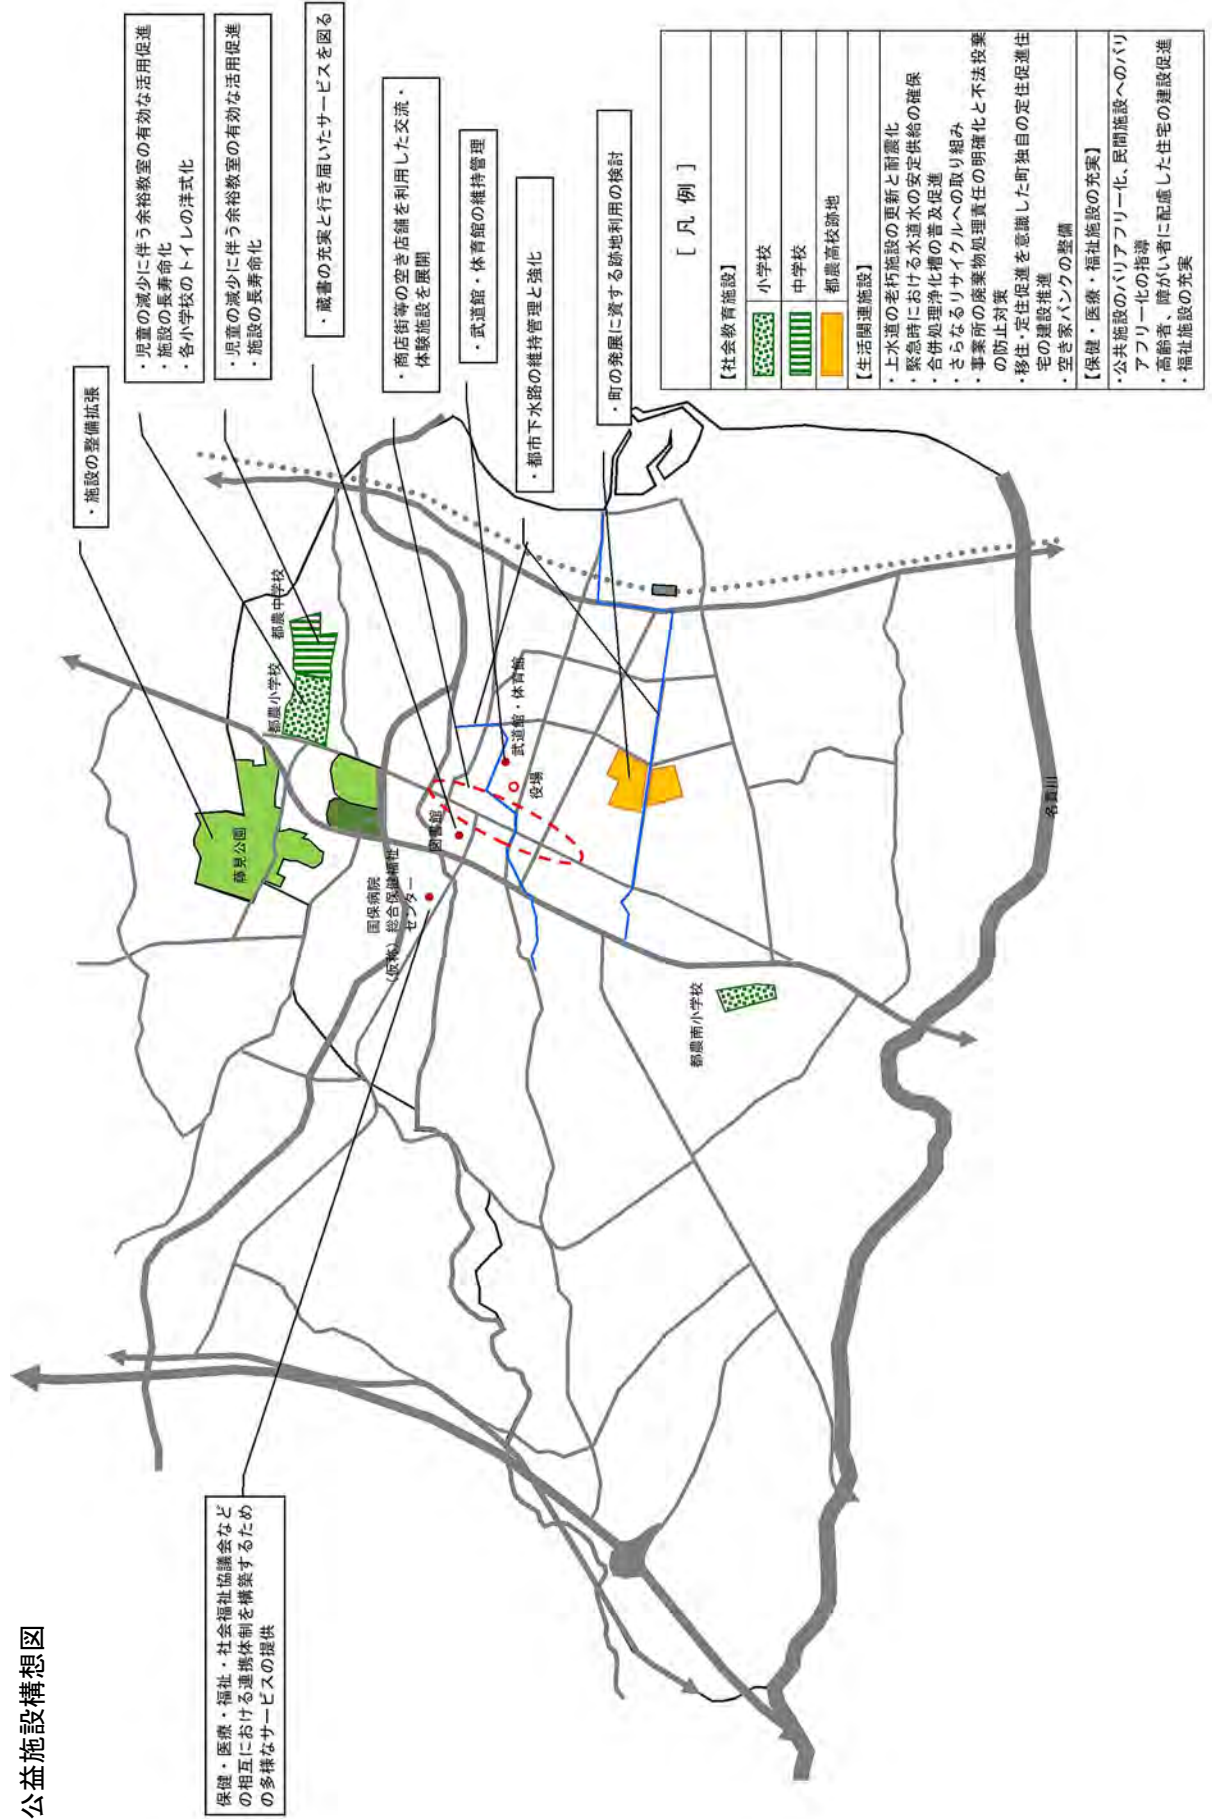 公益施設構想図
・施設の整備拡張
・児童の減少に伴う余裕教室の有効な活用促進
・施設の長寿命化
・各小学校のトイレの洋式化
・児童の減少に伴う余裕教室の有効な活用促進
・施設の長寿命化
・蔵書の充実と行き届いたサービスを図る
・商店街等の空き店舗を利用した交流・
体験施設を展開
・武道館・体育館の維持管理
・都市下水路の維持管理と強化
・町の発展に資する跡地利用の検討
保健・医療・福祉・社会福祉協議会など
の相互における連携体制を構築するため
の多様なサービスの提供
藤見公園
都農小学校
都農中学校
国保病院
(仮称)総合保健福祉
センター
図書館
武道館・体育館
役場
都農南小学校
名貫川
[ 凡 例 ]
【社会教育施設】
小学校
中学校
都農高校跡地
【生活関連施設】
・上水道の老朽施設の更新と耐震化
・緊急時における水道水の安定供給の確保
・合併処理浄化槽の普及促進
・さらなるリサイクルへの取り組み
・事業所の廃棄物処理責任の明確化と不法投棄
の防止対策
・移住・定住促進を意識した町独自の定住促進住
宅の建設推進
・空き家バンクの整備
【保健・医療・福祉施設の充実】
・公共施設のバリアフリー化、民間施設へのバリ
アフリー化の指導
・高齢者、障がい者に配慮した住宅の建設促進
・福祉施設の充実